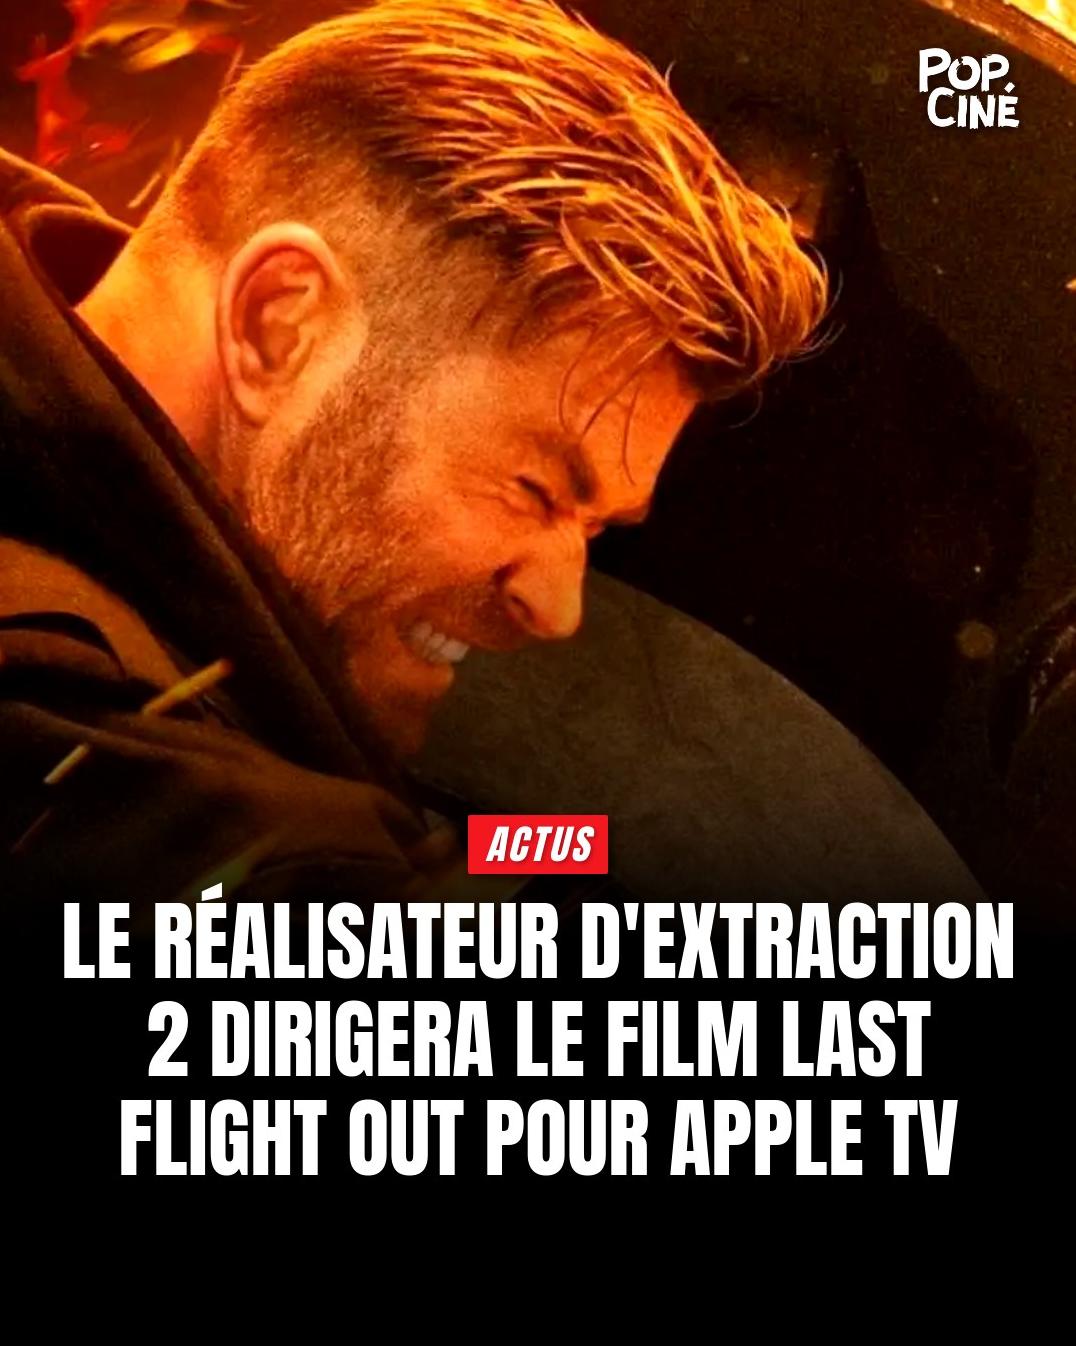 POP.
CINÉ
ACTUS
LE RÉALISATEUR D'EXTRACTION
2 DIRIGERA LE FILM LAST
FLIGHT OUT POUR APPLE TV